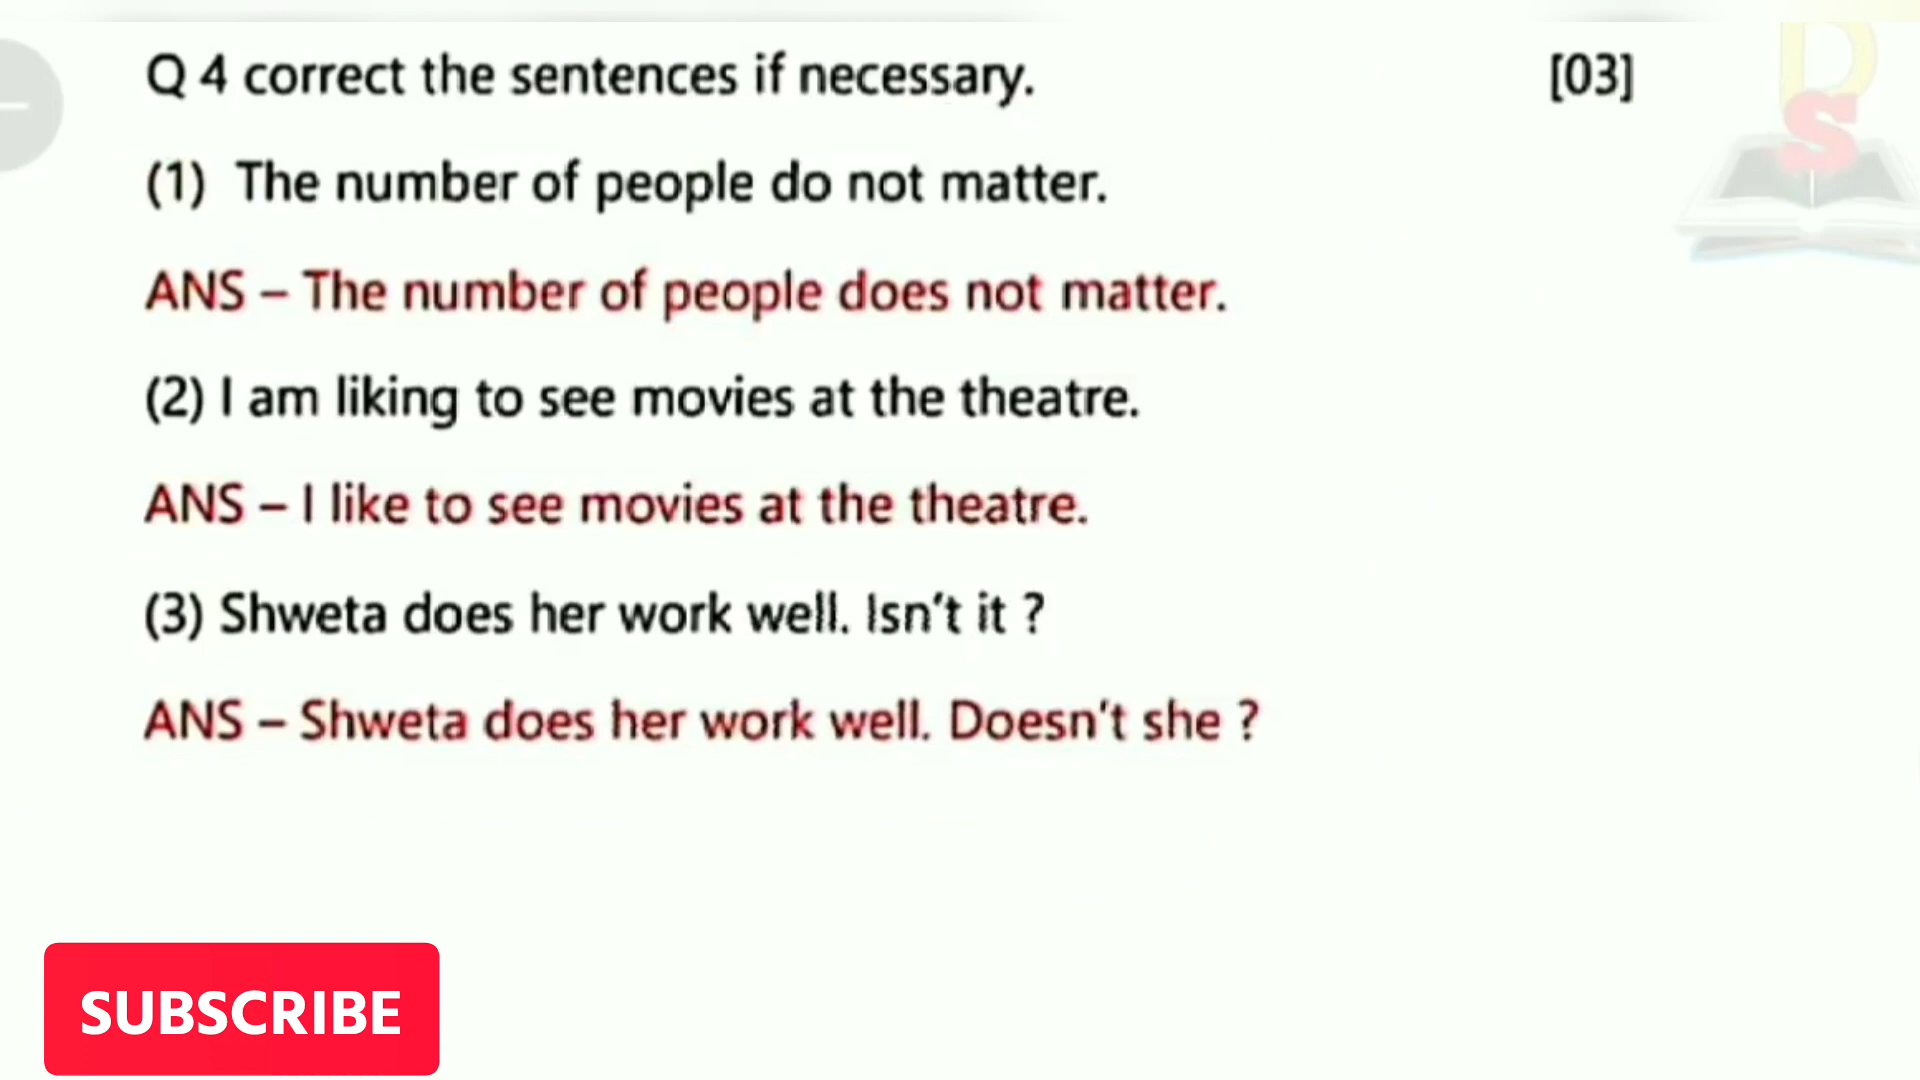 Q 4 correct the sentences if necessary. [03]
(1) The number of people do not matter.
ANS – The number of people does not matter.
(2) I am liking to see movies at the theatre.
ANS – I like to see movies at the theatre.
(3) Shweta does her work well. Isn't it ?
ANS – Shweta does her work well. Doesn't she ?
D
S
SUBSCRIBE